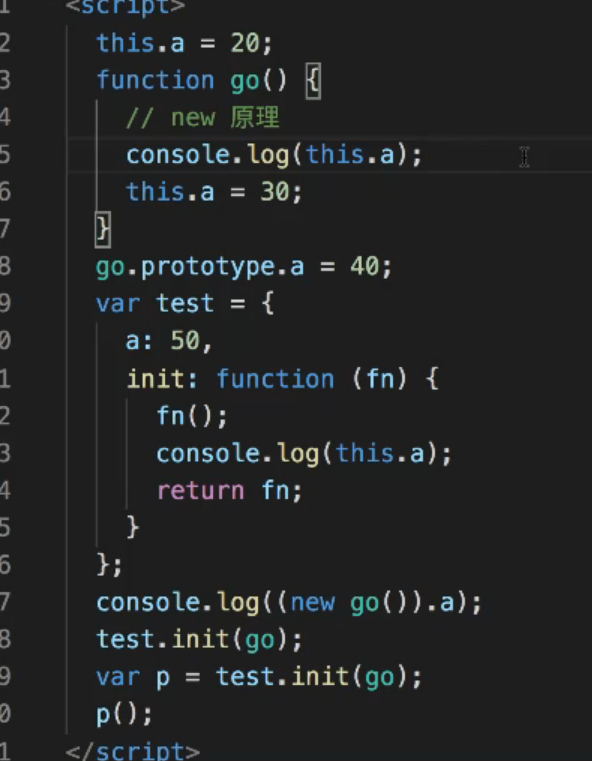 1 <script>
2 this.a = 20;
3 function go() {
4 // new 原理
5 console.log(this.a);
6 this.a = 30;
7 }
8 go.prototype.a = 40;
9 var test = {
0 a: 50,
1 init: function (fn) {
2 fn();
3 console.log(this.a);
4 return fn;
5 }
6 };
7 console.log((new go()).a);
8 test.init(go);
9 var p = test.init(go);
0 p();
1 </script>